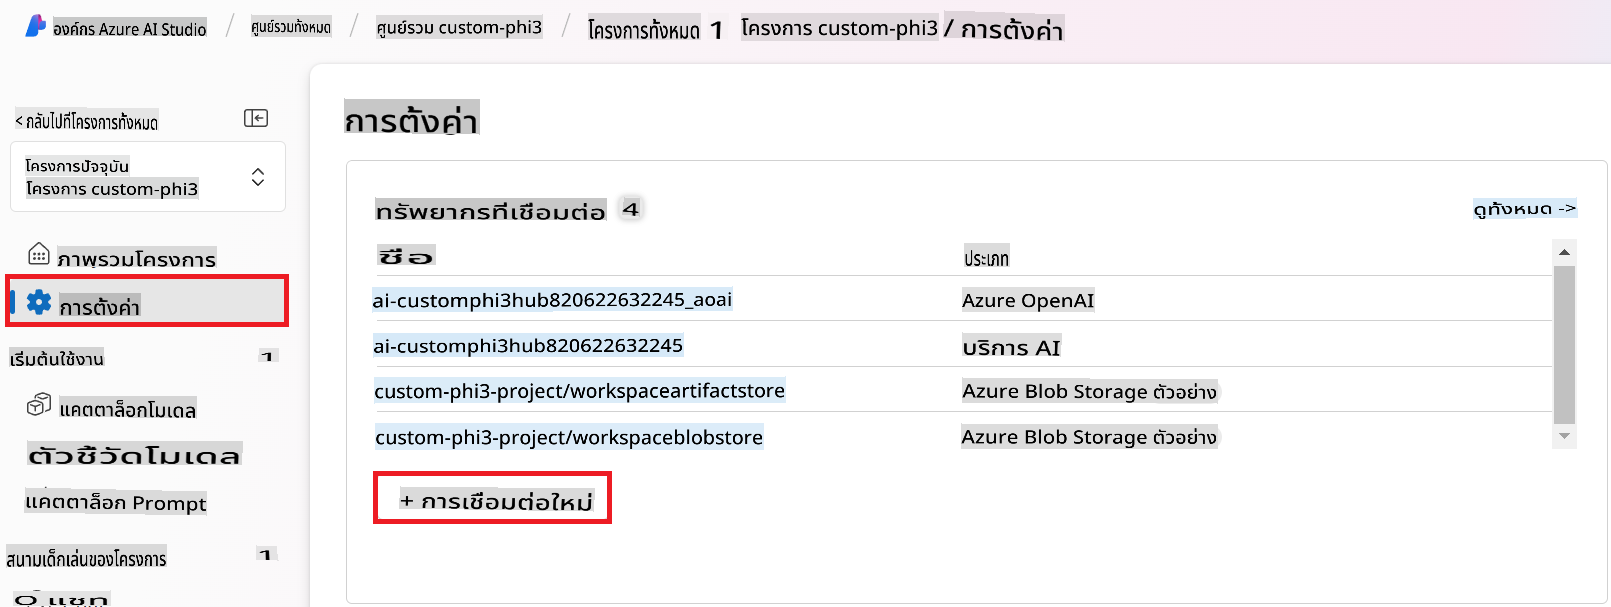 องค์กร Azure AI Studio / ศูนย์รวมทั้งหมด / ศูนย์รวม custom-phi3 / โครงการทั้งหมด 1 โครงการ custom-phi3 / การตั้งค่า
< กลับไปที่โครงการทั้งหมด
โครงการปัจจุบัน
โครงการ custom-phi3
ภาพรวมโครงการ
การตั้งค่า
เริ่มต้นใช้งาน 1
แคตตาล็อกโมเดล
ตัวชี้วัดโมเดล
แค็ตตาล็อก Prompt
สนามเด็กเล่นของโครงการ 1
แชท
การตั้งค่า
ทรัพยากรที่เชื่อมต่อ 4
ดูทั้งหมด ->
ชื่อ ประเภท
ai-customphi3hub820622632245_aoai Azure OpenAI
ai-customphi3hub820622632245 บริการ AI
custom-phi3-project/workspaceartifactstore Azure Blob Storage ตัวอย่าง
custom-phi3-project/workspaceblobstore Azure Blob Storage ตัวอย่าง
+ การเชื่อมต่อใหม่